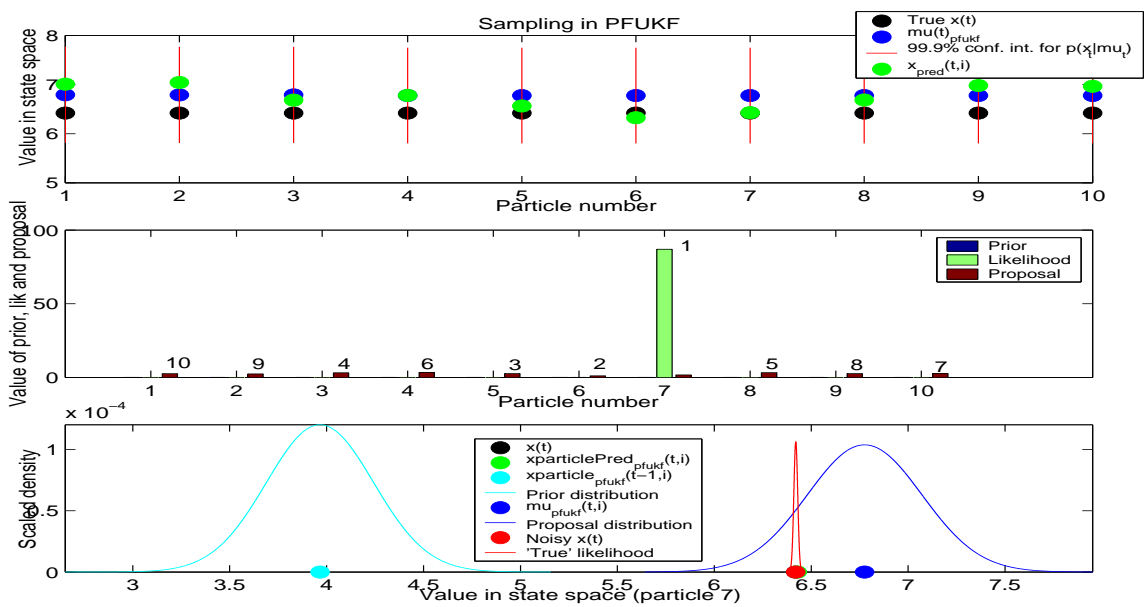 Sampling in PFUKF
Value in state space
8
7
6
5
True x(t)
mu(t)pfukf
99.9% conf. int. for p(xt|mut)
xpred(t,i)
1 2 3 4 5 6 7 8 9 10
Particle number
Value of prior, lik and proposal
100
50
0
Prior
Likelihood
Proposal
10 9 4 6 3 2 1 5 8 7
1 2 3 4 5 6 7 8 9 10
Particle number
x 10−4
Scaled density
1
0.5
0
x(t)
xparticlePredpfukf(t,i)
xparticlepfukf(t−1,i)
Prior distribution
mupfukf(t,i)
Proposal distribution
Noisy x(t)
'True' likelihood
3 3.5 4 4.5 5 5.5 6 6.5 7 7.5
Value in state space (particle 7)